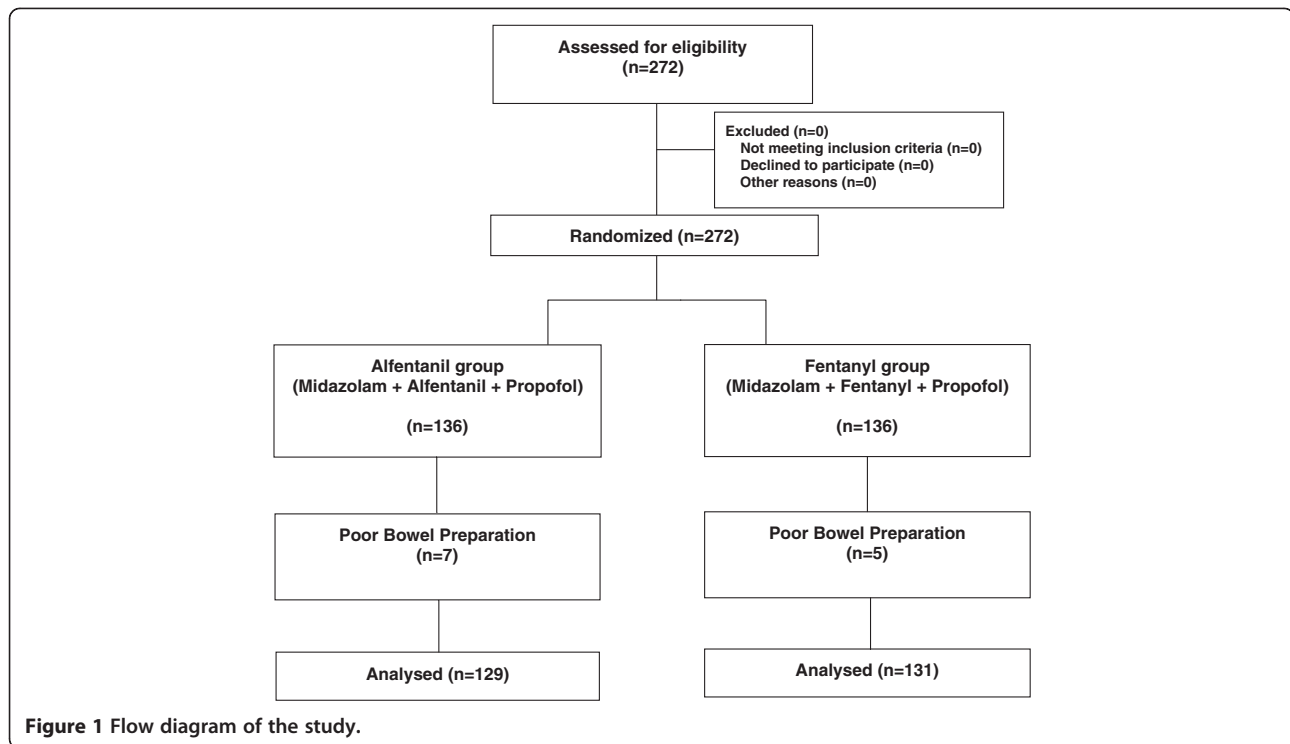 Assessed for eligibility
(n=272)
Excluded (n=0)
Not meeting inclusion criteria (n=0)
Declined to participate (n=0)
Other reasons (n=0)
Randomized (n=272)
Alfentanil group
(Midazolam + Alfentanil + Propofol)
(n=136)
Fentanyl group
(Midazolam + Fentanyl + Propofol)
(n=136)
Poor Bowel Preparation
(n=7)
Poor Bowel Preparation
(n=5)
Analysed (n=129)
Analysed (n=131)
Figure 1 Flow diagram of the study.